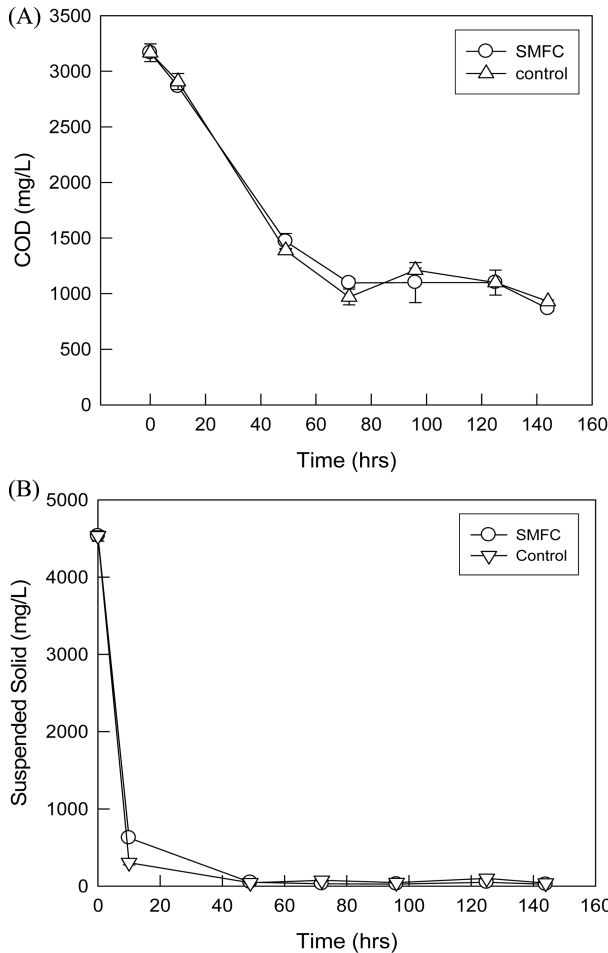 (A)
3500
3000
2500
2000
1500
1000
500
0
COD (mg/L)
SMFC
control
0 20 40 60 80 100 120 140 160
Time (hrs)
(B)
5000
4000
3000
2000
1000
0
Suspended Solid (mg/L)
SMFC
Control
0 20 40 60 80 100 120 140 160
Time (hrs)